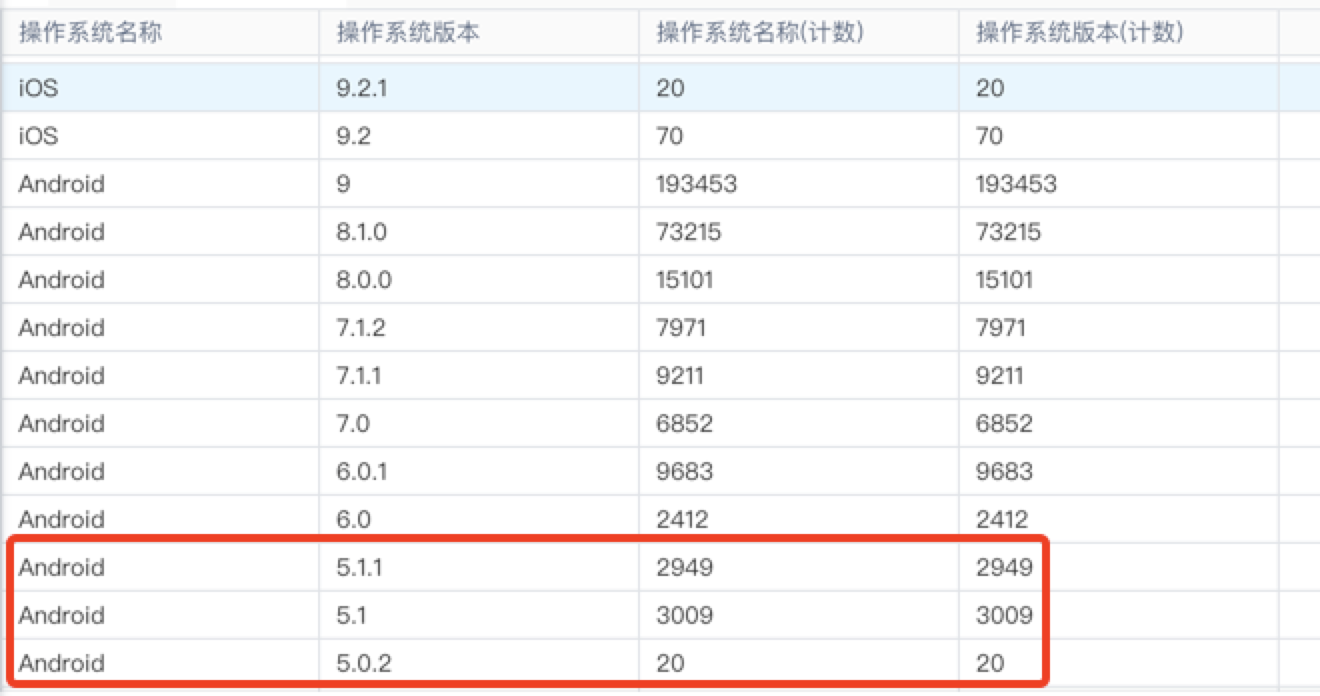 操作系统名称 操作系统版本 操作系统名称(计数) 操作系统版本(计数)
iOS 9.2.1 20 20
iOS 9.2 70 70
Android 9 193453 193453
Android 8.1.0 73215 73215
Android 8.0.0 15101 15101
Android 7.1.2 7971 7971
Android 7.1.1 9211 9211
Android 7.0 6852 6852
Android 6.0.1 9683 9683
Android 6.0 2412 2412
Android 5.1.1 2949 2949
Android 5.1 3009 3009
Android 5.0.2 20 20